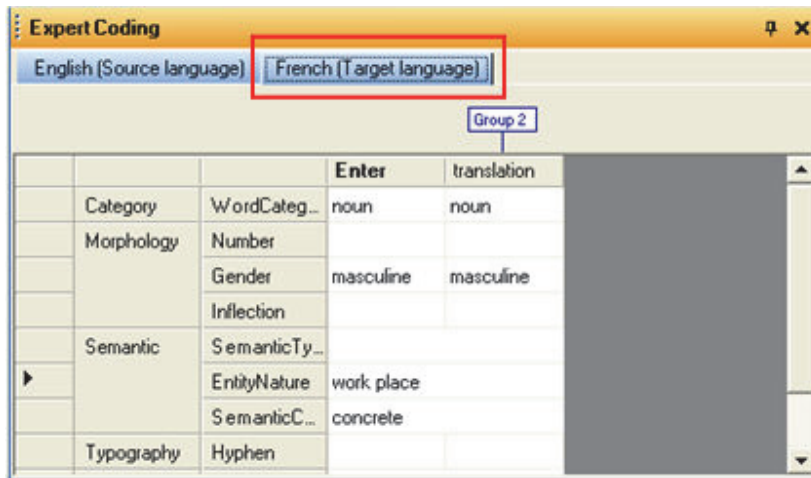 Expert Coding
English (Source language) French (Target language)
Group 2
Enter translation
Category WordCateg... noun noun
Morphology Number
Gender masculine masculine
Inflection
Semantic SemanticTy...
EntityNature work place
SemanticC... concrete
Typography Hyphen